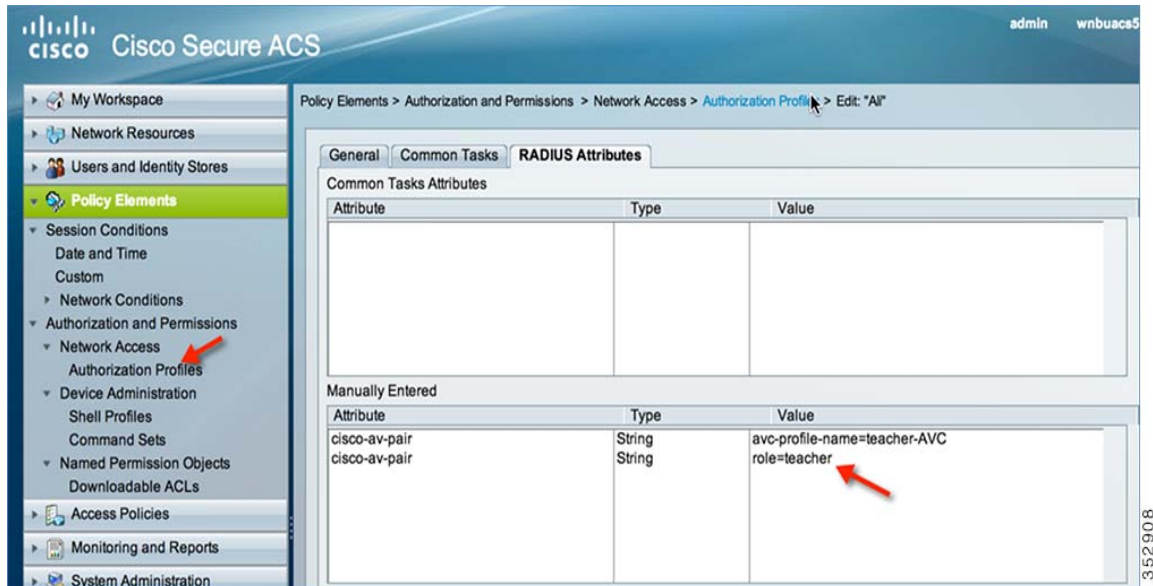 cisco Cisco Secure ACS
admin wnbuacs5
My Workspace
Network Resources
Users and Identity Stores
Policy Elements
Session Conditions
Date and Time
Custom
Network Conditions
Authorization and Permissions
Network Access
Authorization Profiles
Device Administration
Shell Profiles
Command Sets
Named Permission Objects
Downloadable ACLs
Access Policies
Monitoring and Reports
System Administration
Policy Elements > Authorization and Permissions > Network Access > Authorization Profiles > Edit: "Ali"
General Common Tasks RADIUS Attributes
Common Tasks Attributes
Attribute Type Value
Manually Entered
Attribute Type Value
cisco-av-pair String avc-profile-name=teacher-AVC
cisco-av-pair String role=teacher
352908